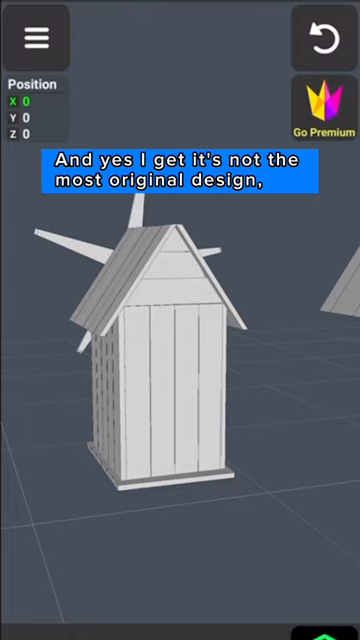 Position
X 0
Y 0
Z 0
Go Premium
And yes I get it's not the
most original design,